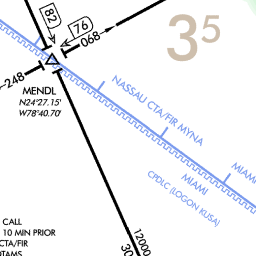 82
76
068
35
248
MENDL
N24°27.15'
W78°40.70'
NASSAU CTA/FIR MYNA
MIAMI
MIAMI
CPDLC (LOGON KUSA)
12000
30
CALL
10 MIN PRIOR
CTA/FIR